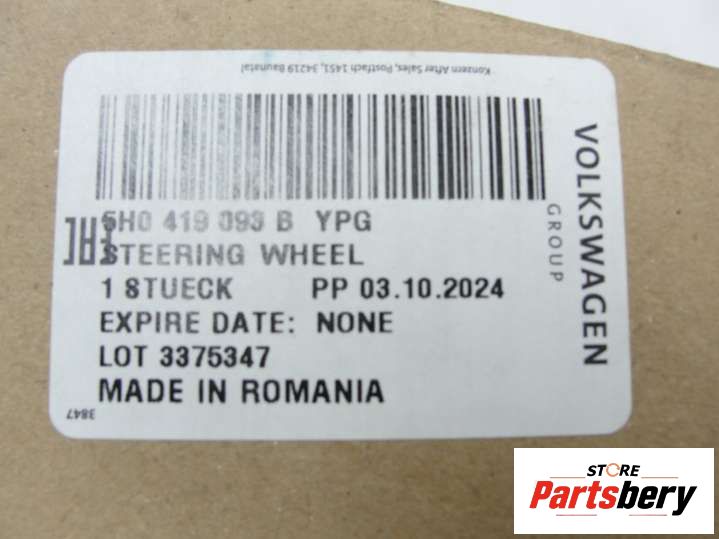 Konzern After Sales, Postfach 1451, 34219 Baunatal
5H0 419 093 B YPG
EAC
STEERING WHEEL
1 STUECK PP 03.10.2024
EXPIRE DATE: NONE
LOT 3375347
MADE IN ROMANIA
3847
VOLKSWAGEN
GROUP
STORE
Partsbery